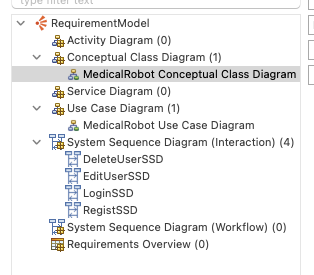 type filter text
RequirementModel
Activity Diagram (0)
Conceptual Class Diagram (1)
MedicalRobot Conceptual Class Diagram
Service Diagram (0)
Use Case Diagram (1)
MedicalRobot Use Case Diagram
System Sequence Diagram (Interaction) (4)
DeleteUserSSD
EditUserSSD
LoginSSD
RegistSSD
System Sequence Diagram (Workflow) (0)
Requirements Overview (0)